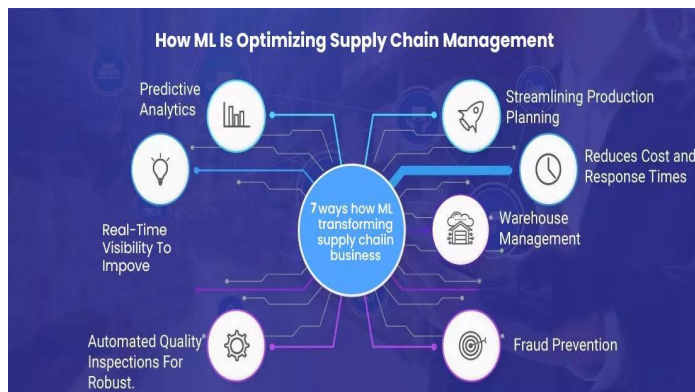 How ML Is Optimizing Supply Chain Management
Predictive
Analytics
Streamlining Production
Planning
Reduces Cost and
Response Times
Real-Time
Visibility To
Impove
7 ways how ML
transforming
supply chaiin
business
Warehouse
Management
Automated Quality
Inspections For
Robust.
Fraud Prevention